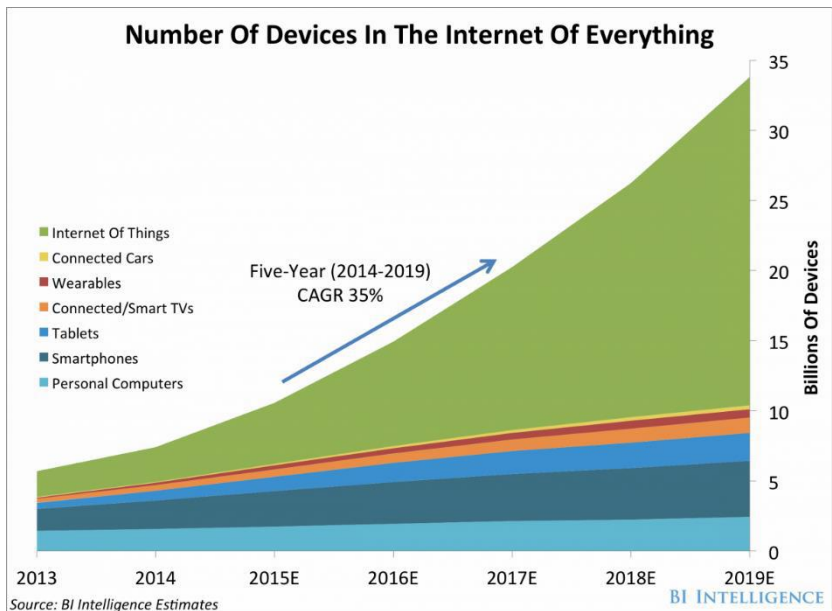 Number Of Devices In The Internet Of Everything
35
30
25
20
15
10
5
0
Billions Of Devices
Internet Of Things
Connected Cars
Wearables
Connected/Smart TVs
Tablets
Smartphones
Personal Computers
Five-Year (2014-2019)
CAGR 35%
2013 2014 2015E 2016E 2017E 2018E 2019E
Source: BI Intelligence Estimates
BI INTELLIGENCE